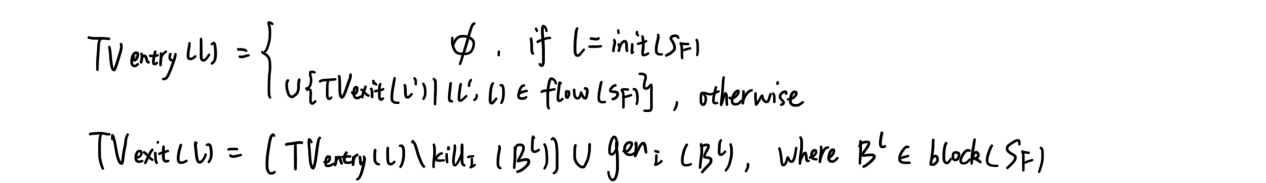 TVentry(l) = { ∅, if l = init(SF)
∪{TVexit(l') | (l', l) ∈ flow(SF)}, otherwise
TVexit(l) = (TVentry(l) \ killI (B^l)) ∪ geni (B^l), where B^l ∈ block(SF)